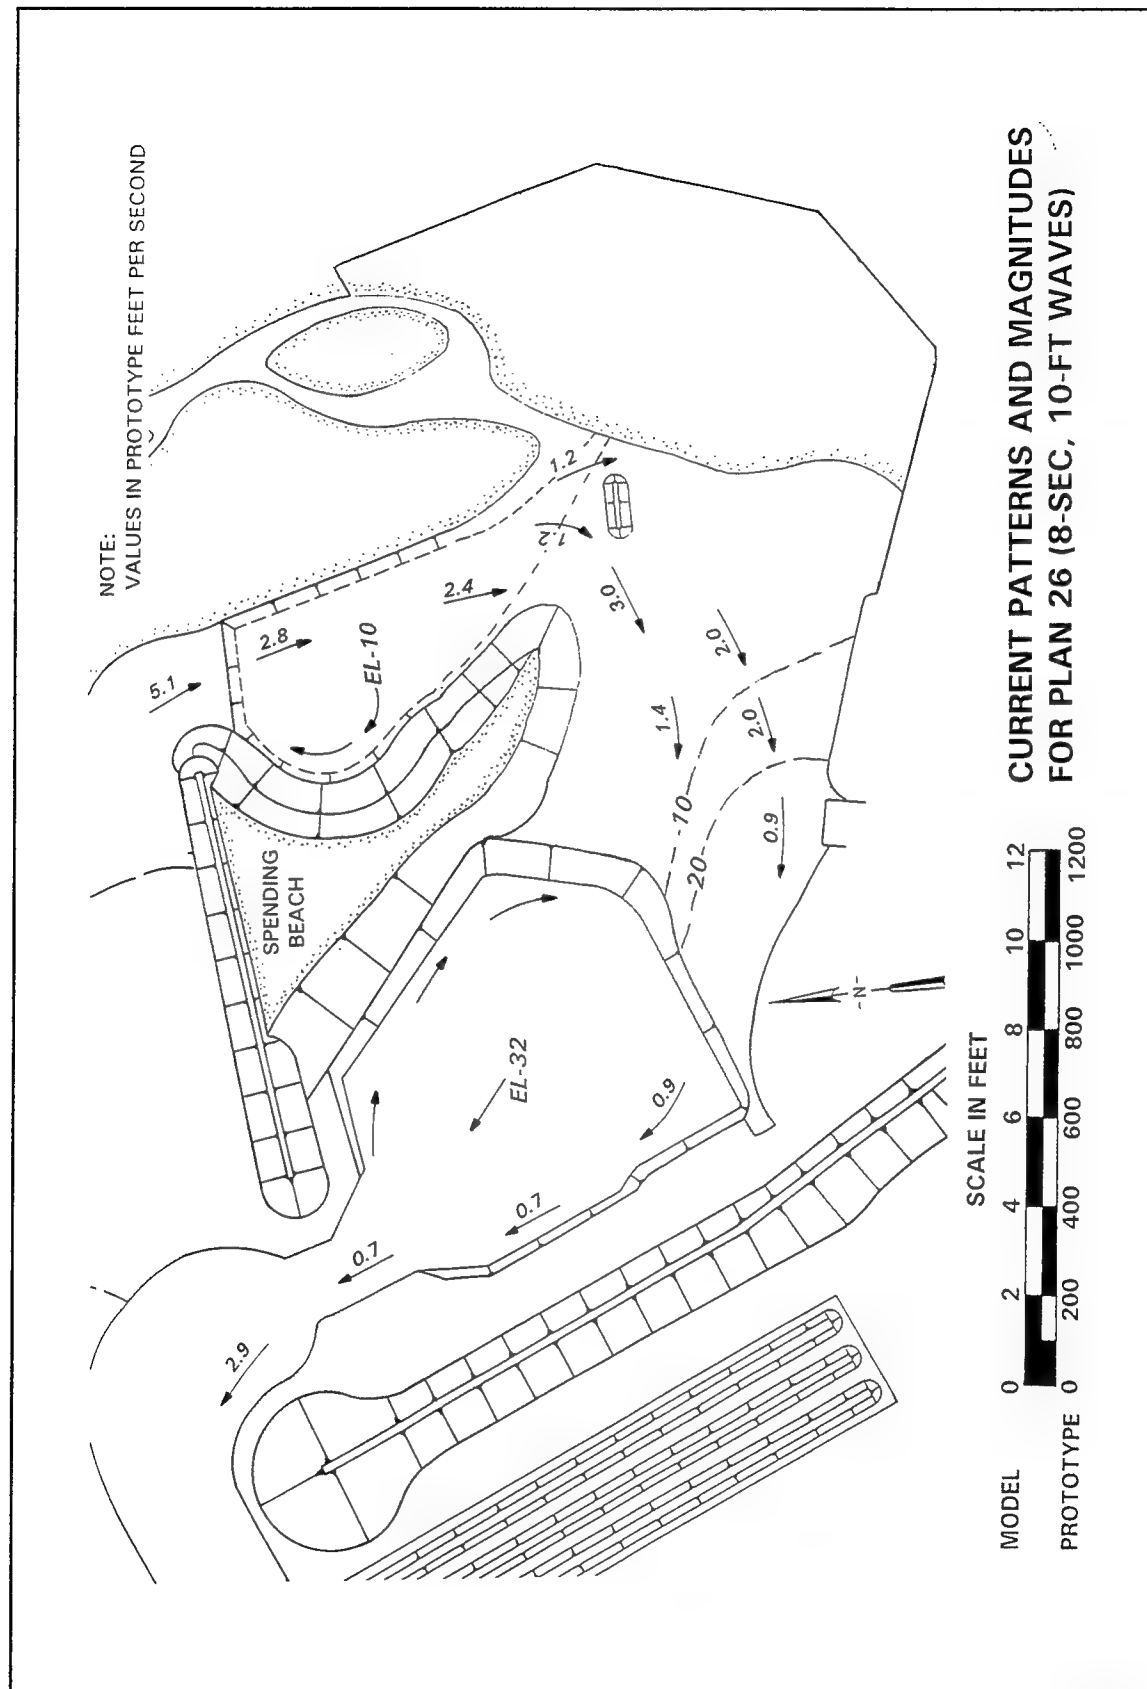 NOTE:
VALUES IN PROTOTYPE FEET PER SECOND
5.1
2.8
EL-10
2.4
1.2
1.2
3.0
2.0
1.4
2.0
-10
-20
0.9
SPENDING
BEACH
EL-32
0.9
0.7
0.7
2.9
-N-
SCALE IN FEET
MODEL 0 2 4 6 8 10 12
PROTOTYPE 0 200 400 600 800 1000 1200
CURRENT PATTERNS AND MAGNITUDES
FOR PLAN 26 (8-SEC, 10-FT WAVES)